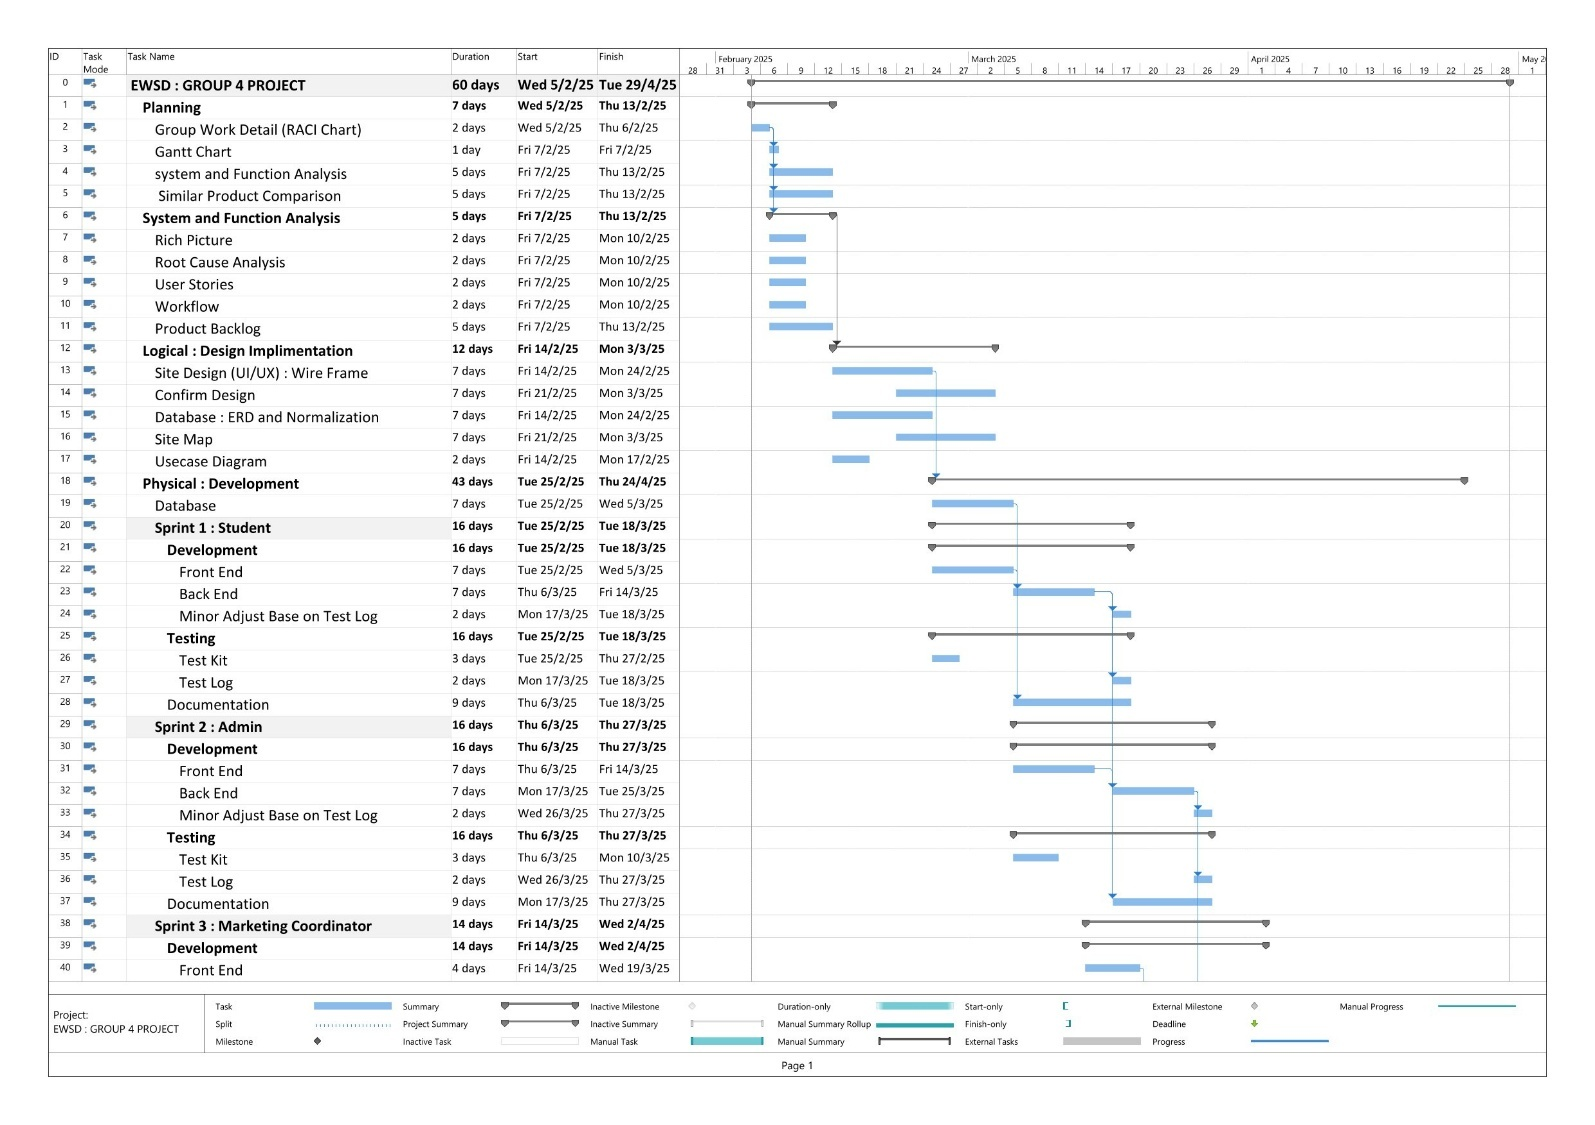 ID Task Mode Task Name Duration Start Finish
February 2025 March 2025 April 2025 May 2
28 31 3 6 9 12 15 18 21 24 27 2 5 8 11 14 17 20 23 26 29 1 4 7 10 13 16 19 22 25 28 1
0 EWSD : GROUP 4 PROJECT 60 days Wed 5/2/25 Tue 29/4/25
1 Planning 7 days Wed 5/2/25 Thu 13/2/25
2 Group Work Detail (RACI Chart) 2 days Wed 5/2/25 Thu 6/2/25
3 Gantt Chart 1 day Fri 7/2/25 Fri 7/2/25
4 system and Function Analysis 5 days Fri 7/2/25 Thu 13/2/25
5 Similar Product Comparison 5 days Fri 7/2/25 Thu 13/2/25
6 System and Function Analysis 5 days Fri 7/2/25 Thu 13/2/25
7 Rich Picture 2 days Fri 7/2/25 Mon 10/2/25
8 Root Cause Analysis 2 days Fri 7/2/25 Mon 10/2/25
9 User Stories 2 days Fri 7/2/25 Mon 10/2/25
10 Workflow 2 days Fri 7/2/25 Mon 10/2/25
11 Product Backlog 5 days Fri 7/2/25 Thu 13/2/25
12 Logical : Design Implimentation 12 days Fri 14/2/25 Mon 3/3/25
13 Site Design (UI/UX) : Wire Frame 7 days Fri 14/2/25 Mon 24/2/25
14 Confirm Design 7 days Fri 21/2/25 Mon 3/3/25
15 Database : ERD and Normalization 7 days Fri 14/2/25 Mon 24/2/25
16 Site Map 7 days Fri 21/2/25 Mon 3/3/25
17 Usecase Diagram 2 days Fri 14/2/25 Mon 17/2/25
18 Physical : Development 43 days Tue 25/2/25 Thu 24/4/25
19 Database 7 days Tue 25/2/25 Wed 5/3/25
20 Sprint 1 : Student 16 days Tue 25/2/25 Tue 18/3/25
21 Development 16 days Tue 25/2/25 Tue 18/3/25
22 Front End 7 days Tue 25/2/25 Wed 5/3/25
23 Back End 7 days Thu 6/3/25 Fri 14/3/25
24 Minor Adjust Base on Test Log 2 days Mon 17/3/25 Tue 18/3/25
25 Testing 16 days Tue 25/2/25 Tue 18/3/25
26 Test Kit 3 days Tue 25/2/25 Thu 27/2/25
27 Test Log 2 days Mon 17/3/25 Tue 18/3/25
28 Documentation 9 days Thu 6/3/25 Tue 18/3/25
29 Sprint 2 : Admin 16 days Thu 6/3/25 Thu 27/3/25
30 Development 16 days Thu 6/3/25 Thu 27/3/25
31 Front End 7 days Thu 6/3/25 Fri 14/3/25
32 Back End 7 days Mon 17/3/25 Tue 25/3/25
33 Minor Adjust Base on Test Log 2 days Wed 26/3/25 Thu 27/3/25
34 Testing 16 days Thu 6/3/25 Thu 27/3/25
35 Test Kit 3 days Thu 6/3/25 Mon 10/3/25
36 Test Log 2 days Wed 26/3/25 Thu 27/3/25
37 Documentation 9 days Mon 17/3/25 Thu 27/3/25
38 Sprint 3 : Marketing Coordinator 14 days Fri 14/3/25 Wed 2/4/25
39 Development 14 days Fri 14/3/25 Wed 2/4/25
40 Front End 4 days Fri 14/3/25 Wed 19/3/25
Project:
EWSD : GROUP 4 PROJECT
Task Summary Inactive Milestone Duration-only Start-only External Milestone Manual Progress
Split Project Summary Inactive Summary Manual Summary Rollup Finish-only Deadline
Milestone Inactive Task Manual Task Manual Summary External Tasks Progress
Page 1